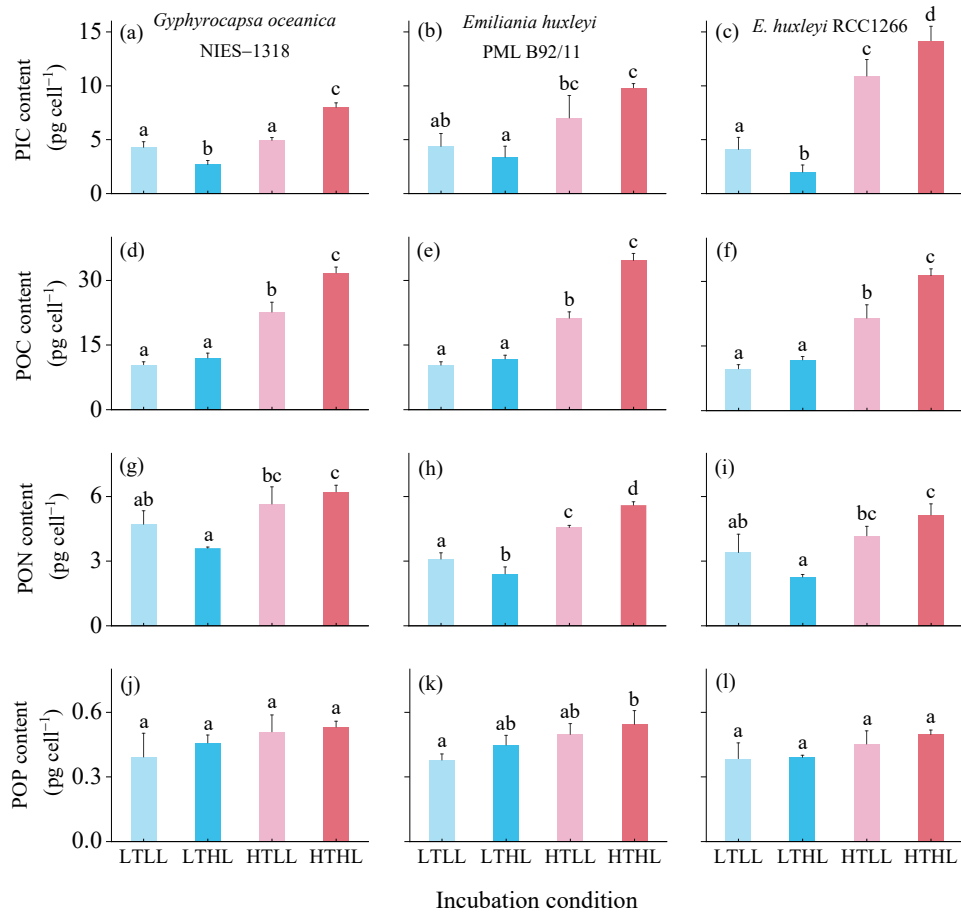 (a) Gyphyrocapsa oceanica
NIES–1318
(b) Emiliania huxleyi
PML B92/11
(c) E. huxleyi RCC1266
PIC content
(pg cell⁻¹)
15
10
5
0
a b a c
ab a bc c
a b c d
(d) (e) (f)
POC content
(pg cell⁻¹)
30
15
0
a a b c
a a b c
a a b c
(g) (h) (i)
PON content
(pg cell⁻¹)
6
3
0
ab a bc c
a b c d
ab a bc c
(j) (k) (l)
POP content
(pg cell⁻¹)
0.6
0.3
0.0
a a a a
a ab ab b
a a a a
LTLL LTHL HTLL HTHL
LTLL LTHL HTLL HTHL
LTLL LTHL HTLL HTHL
Incubation condition